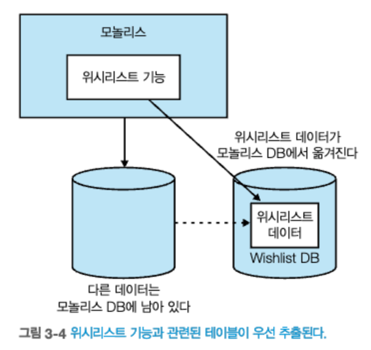 모놀리스
위시리스트 기능
위시리스트 데이터가
모놀리스 DB에서 옮겨진다
위시리스트
데이터
Wishlist DB
다른 데이터는
모놀리스 DB에 남아 있다
그림 3-4 위시리스트 기능과 관련된 테이블이 우선 추출된다.